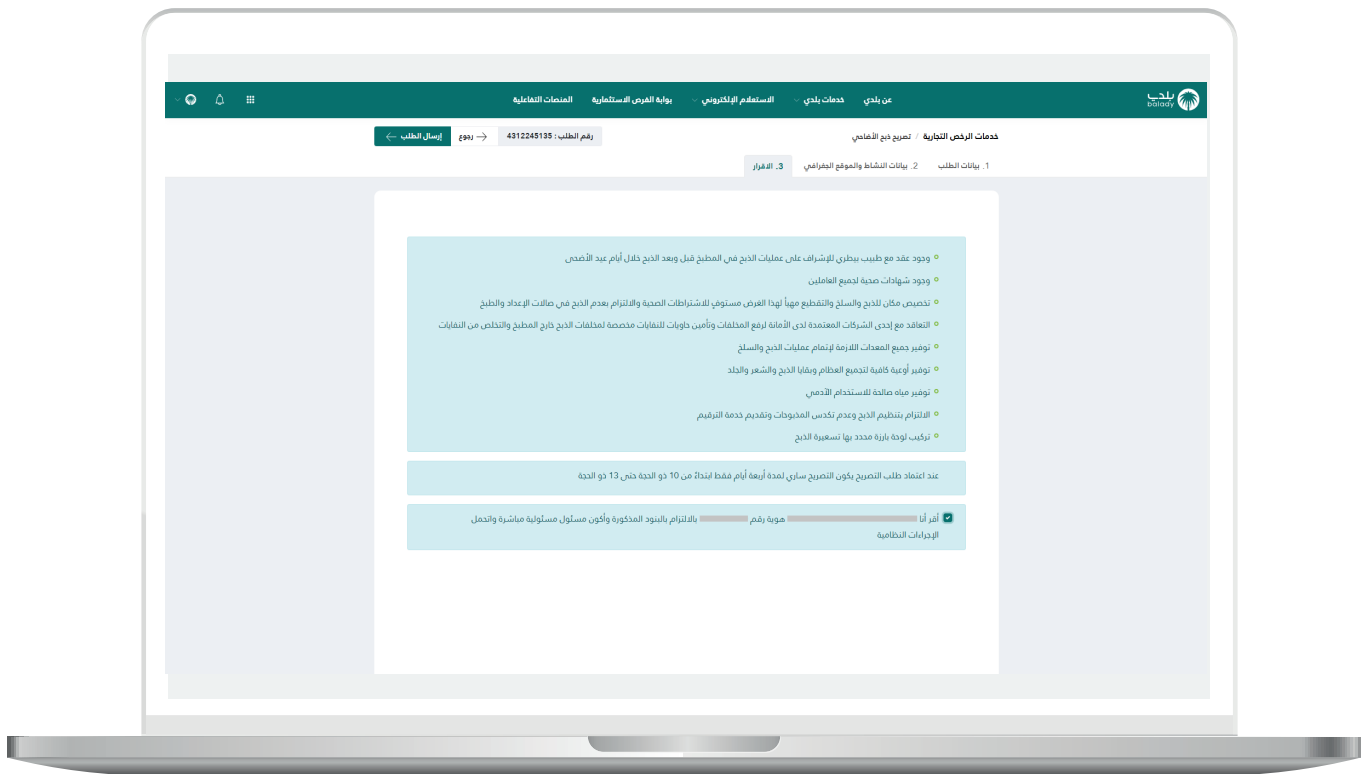 بلدي
balady
عن بلدي
خدمات بلدي
الاستعلام الإلكتروني
بوابة الفرص الاستثمارية
المنصات التفاعلية
خدمات الرخص التجارية / تصريح ذبح الأضاحي
رقم الطلب : 4312245135
رجوع
إرسال الطلب
1. بيانات الطلب
2. بيانات النشاط والموقع الجغرافي
3. الاقرار
وجود عقد مع طبيب بيطري للإشراف على عمليات الذبح في المطبخ قبل وبعد الذبح خلال أيام عيد الأضحى
وجود شهادات صحية لجميع العاملين
تخصيص مكان للذبح والسلخ والتقطيع مهيأ لهذا الغرض مستوفٍ للاشتراطات الصحية والالتزام بعدم الذبح في صالات الإعداد والطبخ
التعاقد مع إحدى الشركات المعتمدة لدى الأمانة لرفع المخلفات وتأمين حاويات للنفايات مخصصة لمخلفات الذبح خارج المطبخ والتخلص من النفايات
توفير جميع المعدات اللازمة لإتمام عمليات الذبح والسلخ
توفير أوعية كافية لتجميع العظام وبقايا الذبح والشعر والجلد
توفير مياه صالحة للاستخدام الآدمي
الالتزام بتنظيم الذبح وعدم تكدس المذبوحات وتقديم خدمة الترقيم
تركيب لوحة بارزة محدد بها تسعيرة الذبح
عند اعتماد طلب التصريح يكون التصريح ساري لمدة أربعة أيام فقط ابتداءً من 10 ذو الحجة حتى 13 ذو الحجة
أقر أنا هوية رقم بالالتزام بالبنود المذكورة وأكون مسئول مسئولية مباشرة واتحمل
الإجراءات النظامية